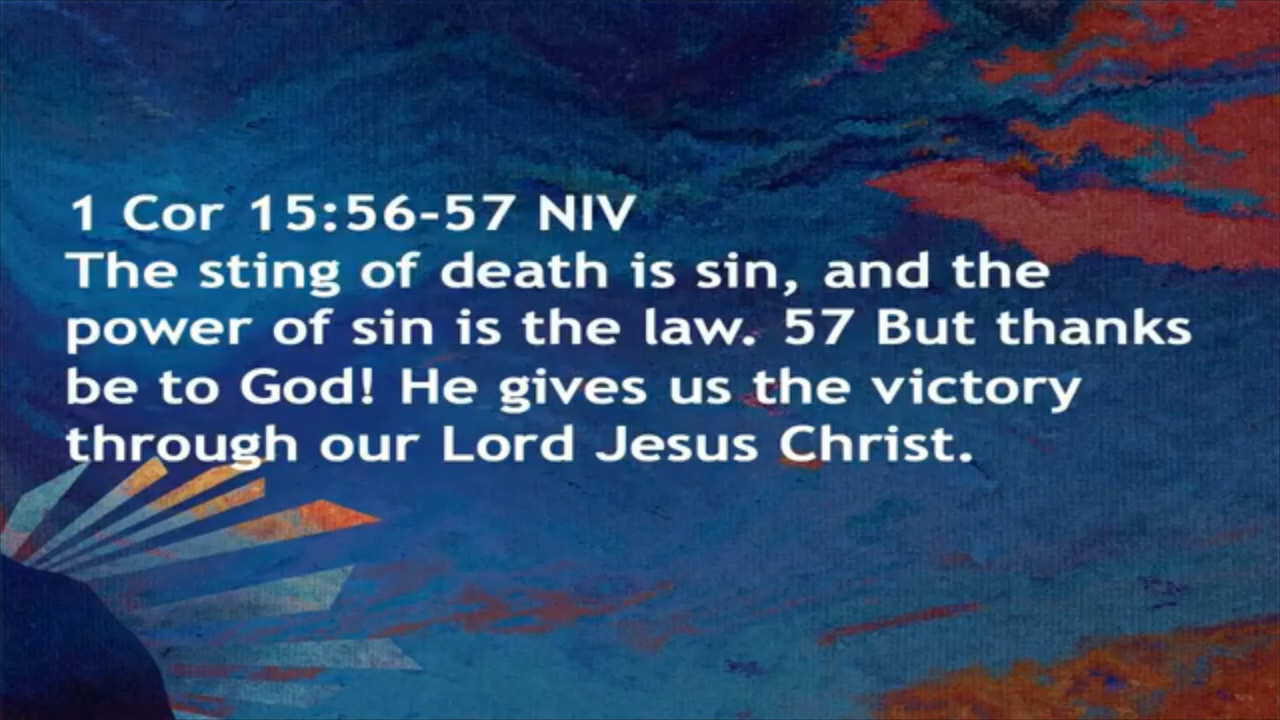 1 Cor 15:56-57 NIV
The sting of death is sin, and the
power of sin is the law. 57 But thanks
be to God! He gives us the victory
through our Lord Jesus Christ.